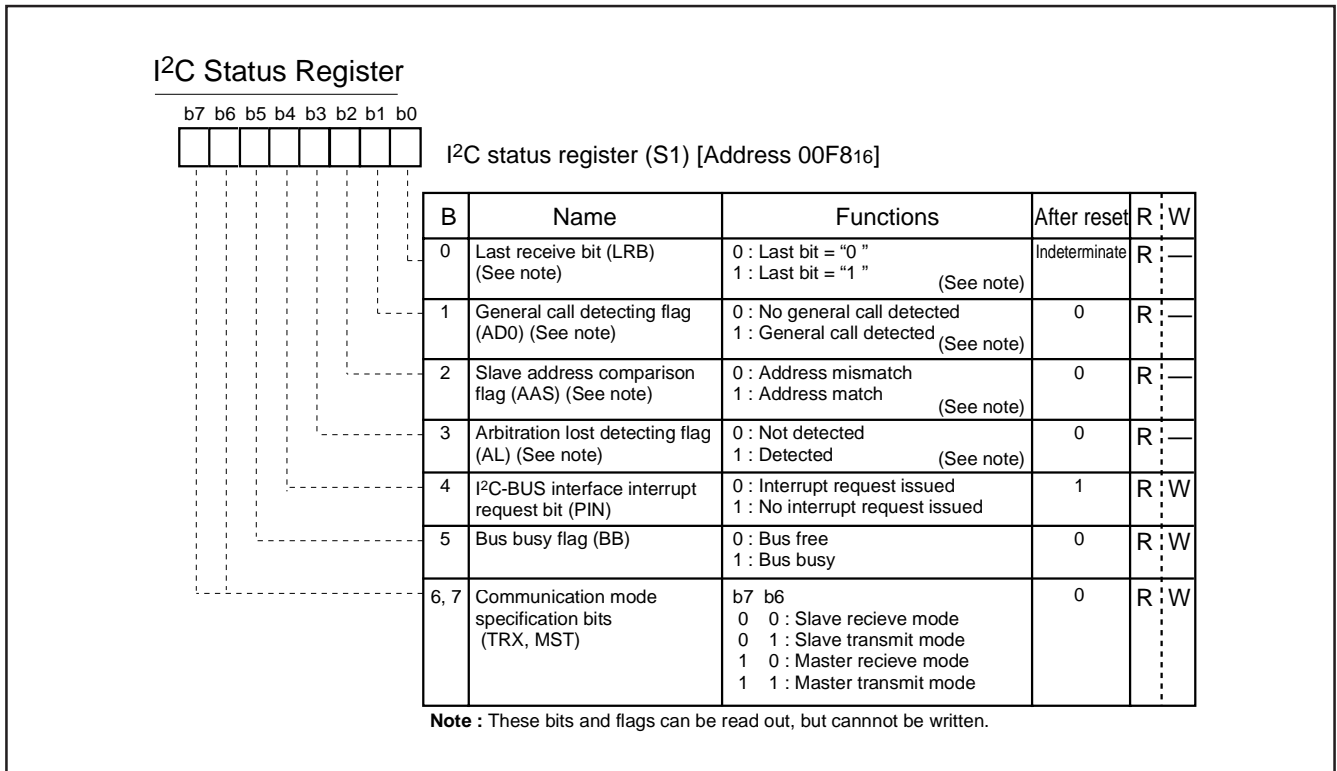 I2C Status Register
b7 b6 b5 b4 b3 b2 b1 b0
I2C status register (S1) [Address 00F816]
B Name Functions After reset R W
0 Last receive bit (LRB) 0 : Last bit = “0 ” Indeterminate R —
(See note) 1 : Last bit = “1 ”
(See note)
1 General call detecting flag 0 : No general call detected 0 R —
(AD0) (See note) 1 : General call detected (See note)
2 Slave address comparison 0 : Address mismatch 0 R —
flag (AAS) (See note) 1 : Address match
(See note)
3 Arbitration lost detecting flag 0 : Not detected 0 R —
(AL) (See note) 1 : Detected (See note)
4 I2C-BUS interface interrupt 0 : Interrupt request issued 1 R W
request bit (PIN) 1 : No interrupt request issued
5 Bus busy flag (BB) 0 : Bus free 0 R W
1 : Bus busy
6, 7 Communication mode b7 b6 0 R W
specification bits 0 0 : Slave recieve mode
(TRX, MST) 0 1 : Slave transmit mode
1 0 : Master recieve mode
1 1 : Master transmit mode
Note : These bits and flags can be read out, but cannnot be written.